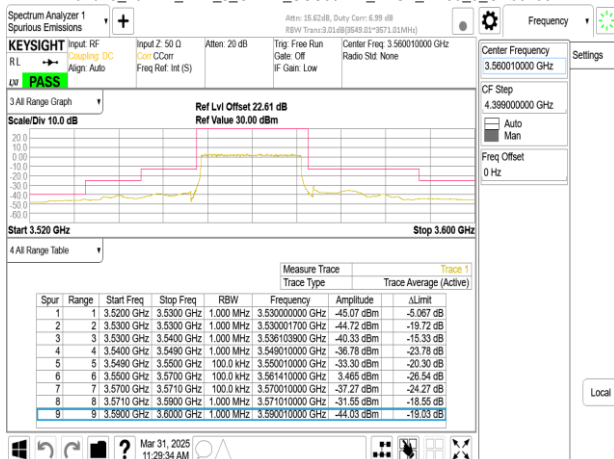 Spectrum Analyzer 1
Spurious Emissions
Attn: 15.62dB, Duty Corr: 6.99 dB
RBW Trans:3.01dB(3549.01~3571.01MHz)
Frequency
KEYSIGHT Input: RF Input Z: 50 Ω Atten: 20 dB Trig: Free Run Center Freq: 3.560010000 GHz
RL Coupling: DC Corr CCorr Gate: Off Radio Std: None
Align: Auto Freq Ref: Int (S) IF Gain: Low
PASS
Center Frequency
3.560010000 GHz
Settings
CF Step
4.399000000 GHz
Auto
Man
Freq Offset
0 Hz
Local
3 All Range Graph
Ref Lvl Offset 22.61 dB
Scale/Div 10.0 dB Ref Value 30.00 dBm
20.0
10.0
0.00
-10.0
-20.0
-30.0
-40.0
-50.0
-60.0
Start 3.520 GHz Stop 3.600 GHz
4 All Range Table
Measure Trace Trace 1
Trace Type Trace Average (Active)
Spur Range Start Freq Stop Freq RBW Frequency Amplitude ΔLimit
1 1 3.5200 GHz 3.5300 GHz 1.000 MHz 3.530000000 GHz -45.07 dBm -5.067 dB
2 2 3.5300 GHz 3.5300 GHz 1.000 MHz 3.530001700 GHz -44.72 dBm -19.72 dB
3 3 3.5300 GHz 3.5400 GHz 1.000 MHz 3.536103900 GHz -40.33 dBm -15.33 dB
4 4 3.5400 GHz 3.5490 GHz 1.000 MHz 3.549010000 GHz -36.78 dBm -23.78 dB
5 5 3.5490 GHz 3.5500 GHz 100.0 kHz 3.550010000 GHz -33.30 dBm -20.30 dB
6 6 3.5500 GHz 3.5700 GHz 100.0 kHz 3.561410000 GHz 3.465 dBm -26.54 dB
7 7 3.5700 GHz 3.5710 GHz 100.0 kHz 3.570010000 GHz -37.27 dBm -24.27 dB
8 8 3.5710 GHz 3.5900 GHz 1.000 MHz 3.571010000 GHz -31.55 dBm -18.55 dB
9 9 3.5900 GHz 3.6000 GHz 1.000 MHz 3.590010000 GHz -44.03 dBm -19.03 dB
Mar 31, 2025
11:29:34 AM